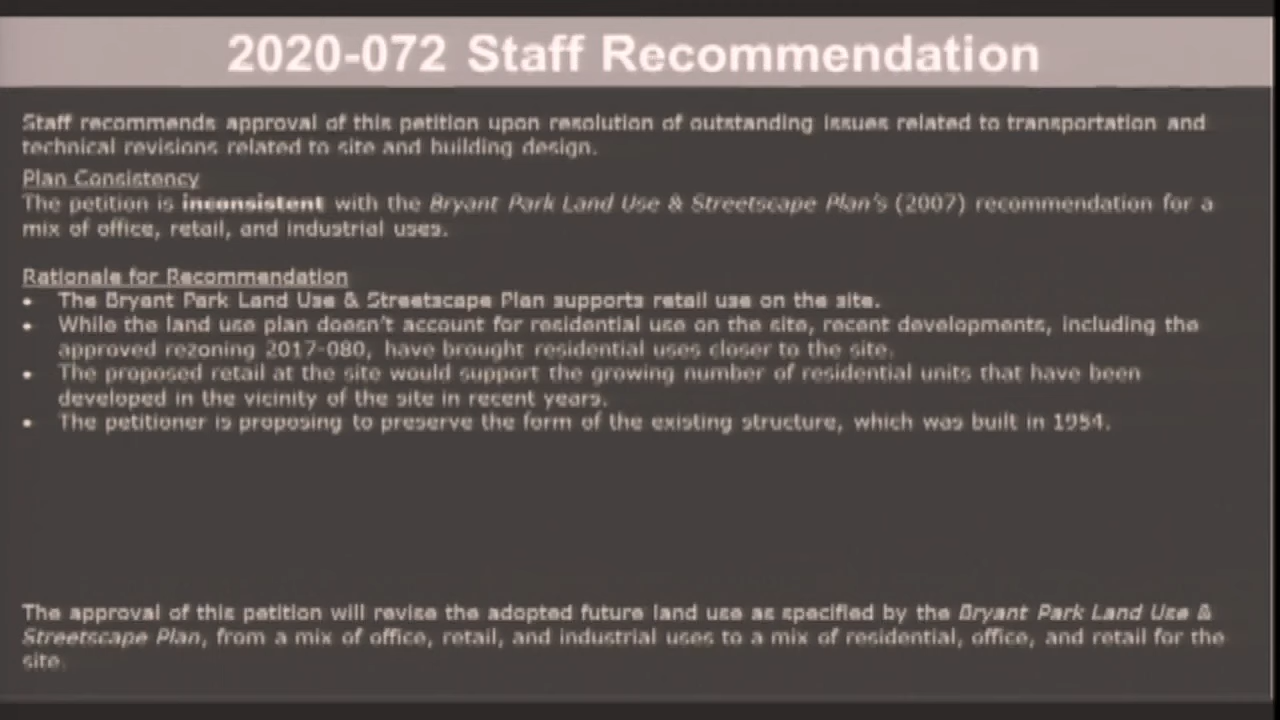 2020-072 Staff Recommendation
Staff recommends approval of this petition upon resolution of outstanding issues related to transportation and
technical revisions related to site and building design.
Plan Consistency
The petition is inconsistent with the Bryant Park Land Use & Streetscape Plan's (2007) recommendation for a
mix of office, retail, and industrial uses.
Rationale for Recommendation
• The Bryant Park Land Use & Streetscape Plan supports retail use on the site.
• While the land use plan doesn't account for residential use on the site, recent developments, including the
approved rezoning 2017-080, have brought residential uses closer to the site.
• The proposed retail at the site would support the growing number of residential units that have been
developed in the vicinity of the site in recent years.
• The petitioner is proposing to preserve the form of the existing structure, which was built in 1954.
The approval of this petition will revise the adopted future land use as specified by the Bryant Park Land Use &
Streetscape Plan, from a mix of office, retail, and industrial uses to a mix of residential, office, and retail for the
site.